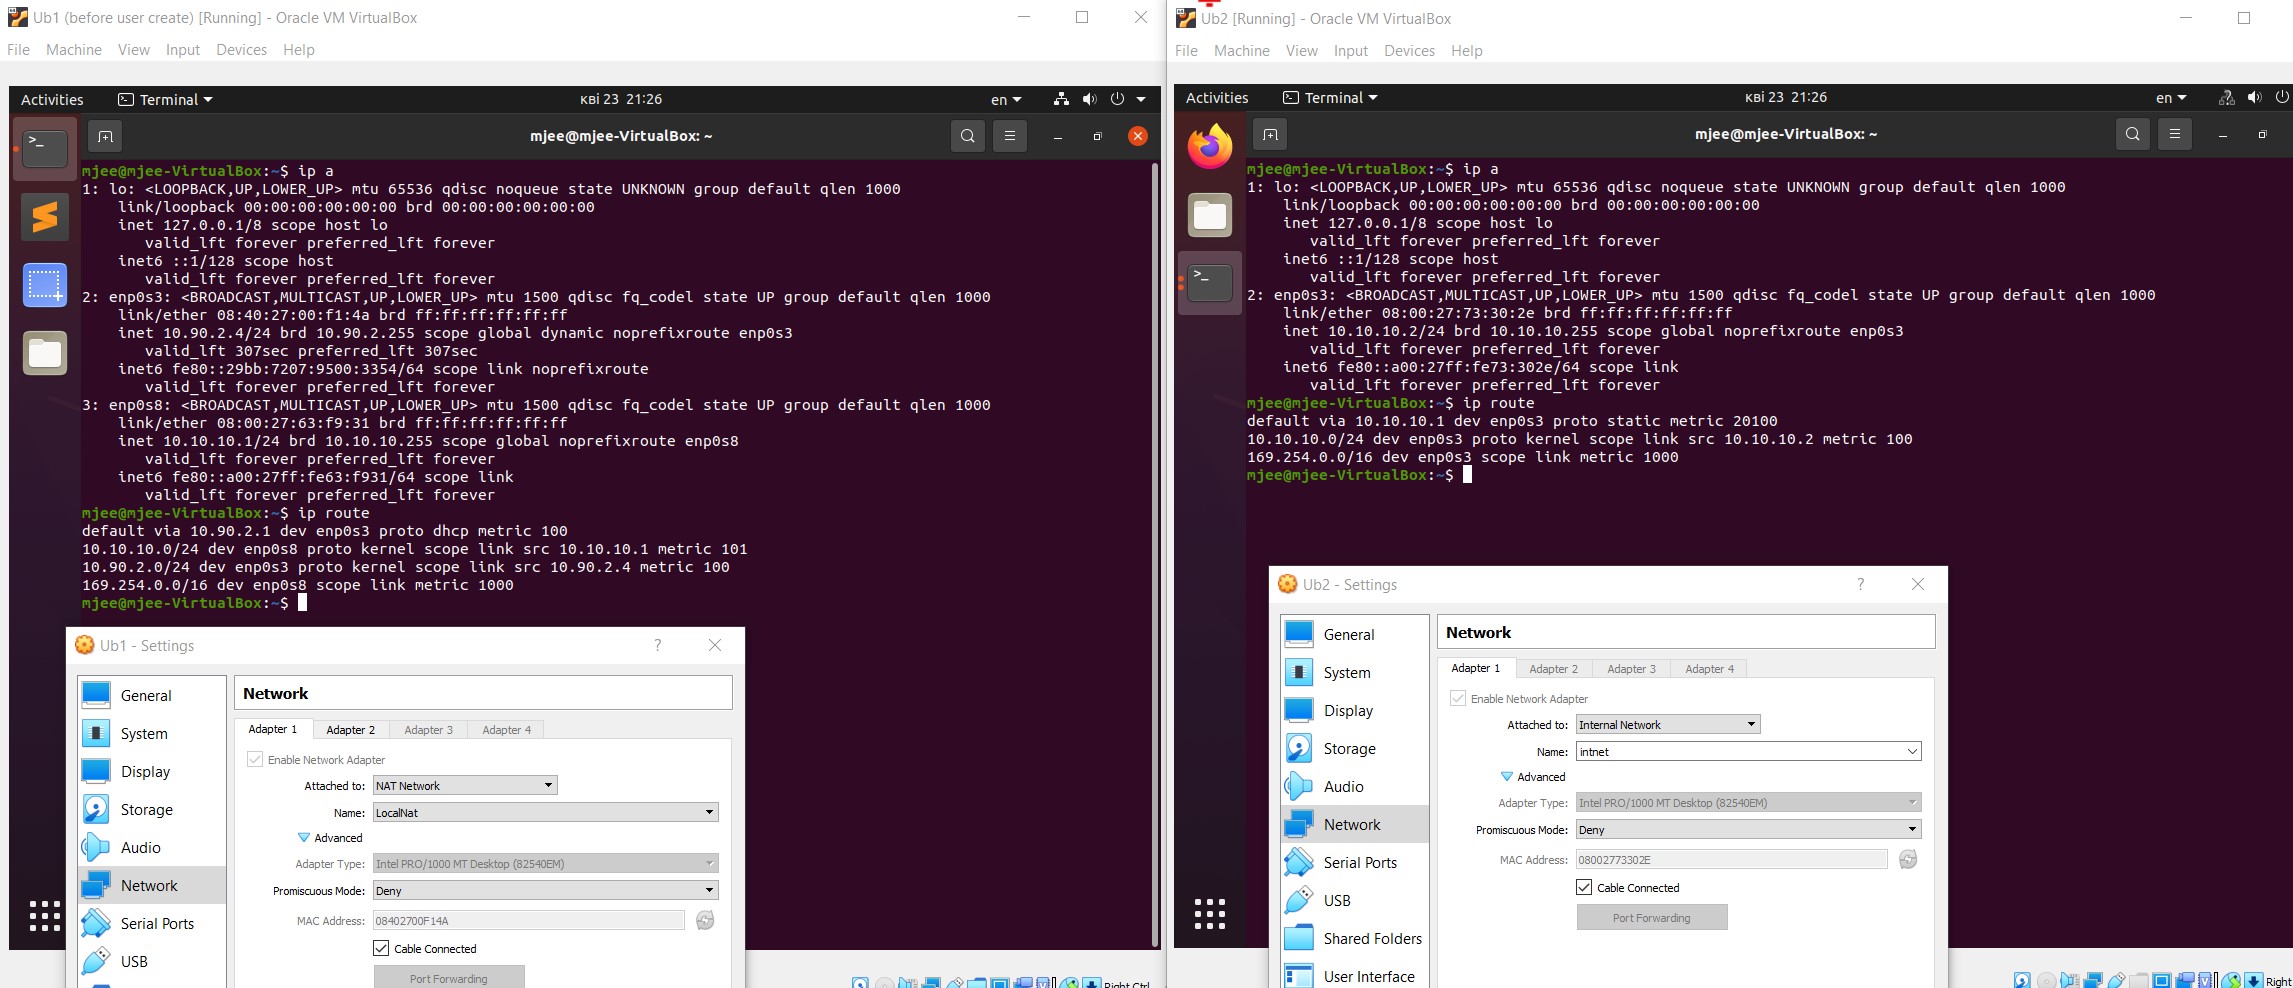 Ub1 (before user create) [Running] - Oracle VM VirtualBox
File Machine View Input Devices Help
Activities Terminal кві 23 21:26 en
mjee@mjee-VirtualBox: ~
mjee@mjee-VirtualBox:~$ ip a
1: lo: <LOOPBACK,UP,LOWER_UP> mtu 65536 qdisc noqueue state UNKNOWN group default qlen 1000
link/loopback 00:00:00:00:00:00 brd 00:00:00:00:00:00
inet 127.0.0.1/8 scope host lo
valid_lft forever preferred_lft forever
inet6 ::1/128 scope host
valid_lft forever preferred_lft forever
2: enp0s3: <BROADCAST,MULTICAST,UP,LOWER_UP> mtu 1500 qdisc fq_codel state UP group default qlen 1000
link/ether 08:40:27:00:f1:4a brd ff:ff:ff:ff:ff:ff
inet 10.90.2.4/24 brd 10.90.2.255 scope global dynamic noprefixroute enp0s3
valid_lft 307sec preferred_lft 307sec
inet6 fe80::29bb:7207:9500:3354/64 scope link noprefixroute
valid_lft forever preferred_lft forever
3: enp0s8: <BROADCAST,MULTICAST,UP,LOWER_UP> mtu 1500 qdisc fq_codel state UP group default qlen 1000
link/ether 08:00:27:63:f9:31 brd ff:ff:ff:ff:ff:ff
inet 10.10.10.1/24 brd 10.10.10.255 scope global noprefixroute enp0s8
valid_lft forever preferred_lft forever
inet6 fe80::a00:27ff:fe63:f931/64 scope link
valid_lft forever preferred_lft forever
mjee@mjee-VirtualBox:~$ ip route
default via 10.90.2.1 dev enp0s3 proto dhcp metric 100
10.10.10.0/24 dev enp0s8 proto kernel scope link src 10.10.10.1 metric 101
10.90.2.0/24 dev enp0s3 proto kernel scope link src 10.90.2.4 metric 100
169.254.0.0/16 dev enp0s8 scope link metric 1000
mjee@mjee-VirtualBox:~$
Ub1 - Settings
General
System
Display
Storage
Audio
Network
Serial Ports
USB
Network
Adapter 1 Adapter 2 Adapter 3 Adapter 4
Enable Network Adapter
Attached to: NAT Network
Name: LocalNat
Advanced
Adapter Type: Intel PRO/1000 MT Desktop (82540EM)
Promiscuous Mode: Deny
MAC Address: 08402700F14A
Cable Connected
Port Forwarding
Right Ctrl
Ub2 [Running] - Oracle VM VirtualBox
File Machine View Input Devices Help
Activities Terminal кві 23 21:26 en
mjee@mjee-VirtualBox: ~
mjee@mjee-VirtualBox:~$ ip a
1: lo: <LOOPBACK,UP,LOWER_UP> mtu 65536 qdisc noqueue state UNKNOWN group default qlen 1000
link/loopback 00:00:00:00:00:00 brd 00:00:00:00:00:00
inet 127.0.0.1/8 scope host lo
valid_lft forever preferred_lft forever
inet6 ::1/128 scope host
valid_lft forever preferred_lft forever
2: enp0s3: <BROADCAST,MULTICAST,UP,LOWER_UP> mtu 1500 qdisc fq_codel state UP group default qlen 1000
link/ether 08:00:27:73:30:2e brd ff:ff:ff:ff:ff:ff
inet 10.10.10.2/24 brd 10.10.10.255 scope global noprefixroute enp0s3
valid_lft forever preferred_lft forever
inet6 fe80::a00:27ff:fe73:302e/64 scope link
valid_lft forever preferred_lft forever
mjee@mjee-VirtualBox:~$ ip route
default via 10.10.10.1 dev enp0s3 proto static metric 20100
10.10.10.0/24 dev enp0s3 proto kernel scope link src 10.10.10.2 metric 100
169.254.0.0/16 dev enp0s3 scope link metric 1000
mjee@mjee-VirtualBox:~$
Ub2 - Settings
General
System
Display
Storage
Audio
Network
Serial Ports
USB
Shared Folders
User Interface
Network
Adapter 1 Adapter 2 Adapter 3 Adapter 4
Enable Network Adapter
Attached to: Internal Network
Name: intnet
Advanced
Adapter Type: Intel PRO/1000 MT Desktop (82540EM)
Promiscuous Mode: Deny
MAC Address: 08002773302E
Cable Connected
Port Forwarding
Right